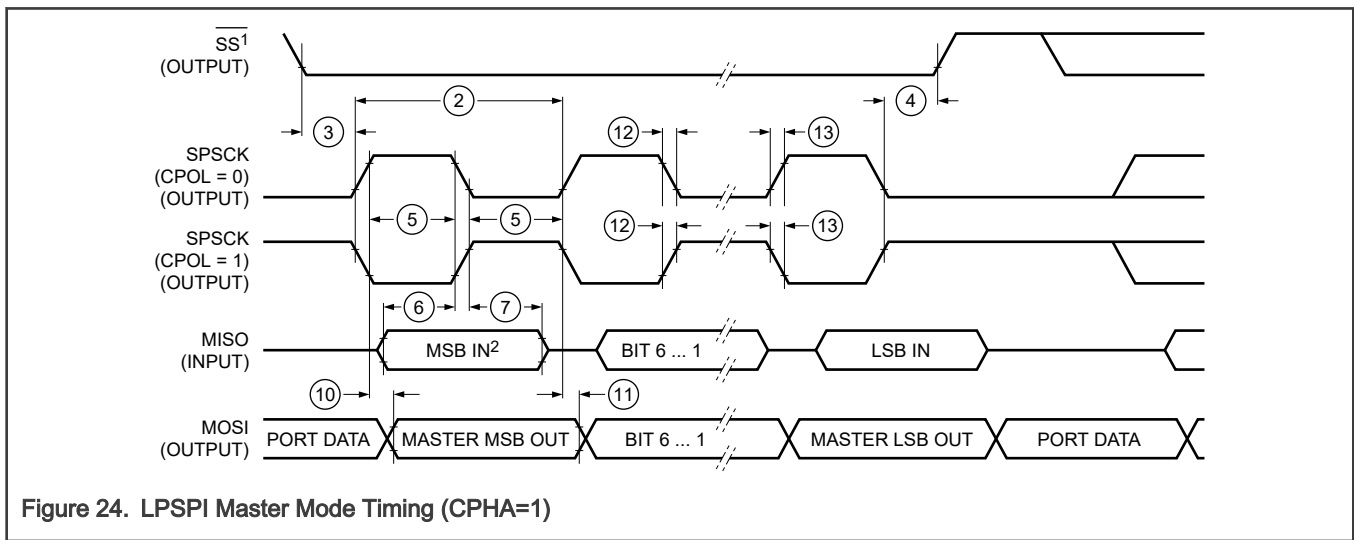 SS1
(OUTPUT)
2
3
4
12
13
SPSCK
(CPOL = 0)
(OUTPUT)
5
5
12
13
SPSCK
(CPOL = 1)
(OUTPUT)
6
7
MISO
(INPUT)
MSB IN2
BIT 6 ... 1
LSB IN
10
11
MOSI
(OUTPUT)
PORT DATA
MASTER MSB OUT
BIT 6 ... 1
MASTER LSB OUT
PORT DATA
Figure 24. LPSPI Master Mode Timing (CPHA=1)